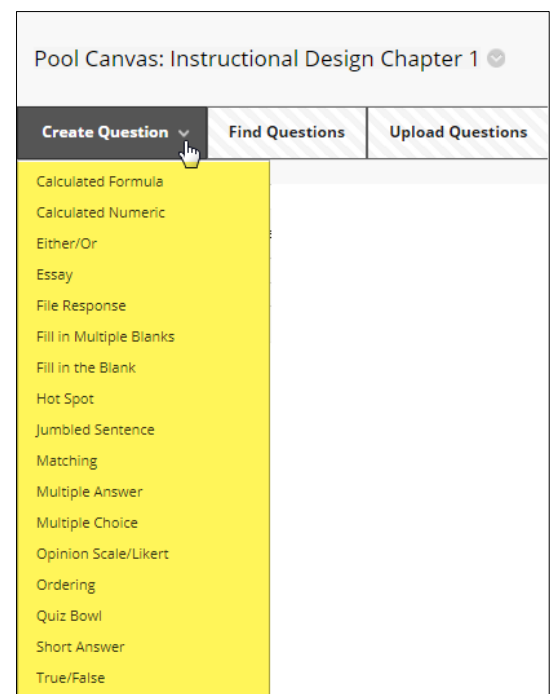 Pool Canvas: Instructional Design Chapter 1
Create Question Find Questions Upload Questions
Calculated Formula
Calculated Numeric
Either/Or
Essay
File Response
Fill in Multiple Blanks
Fill in the Blank
Hot Spot
Jumbled Sentence
Matching
Multiple Answer
Multiple Choice
Opinion Scale/Likert
Ordering
Quiz Bowl
Short Answer
True/False